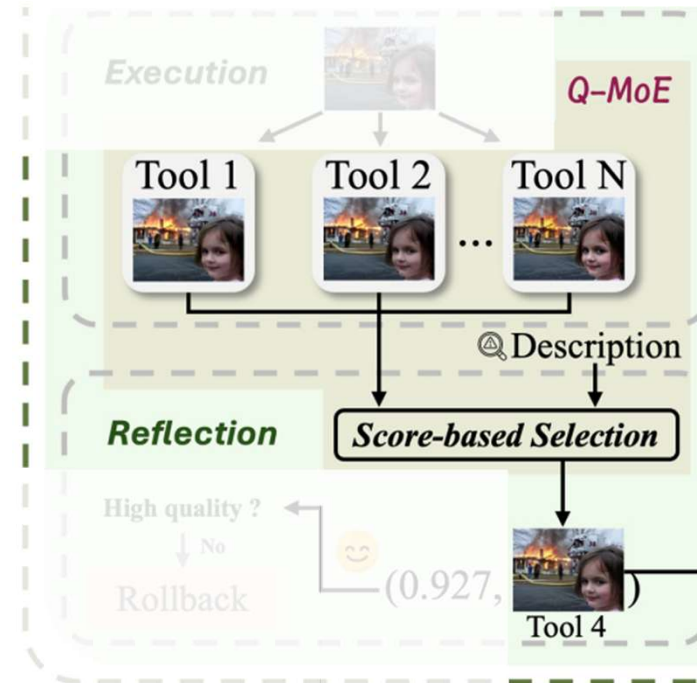 Execution
Q-MoE
Tool 1 Tool 2 Tool N
...
Description
Reflection
Score-based Selection
High quality ?
No
Rollback
(0.927, )
Tool 4